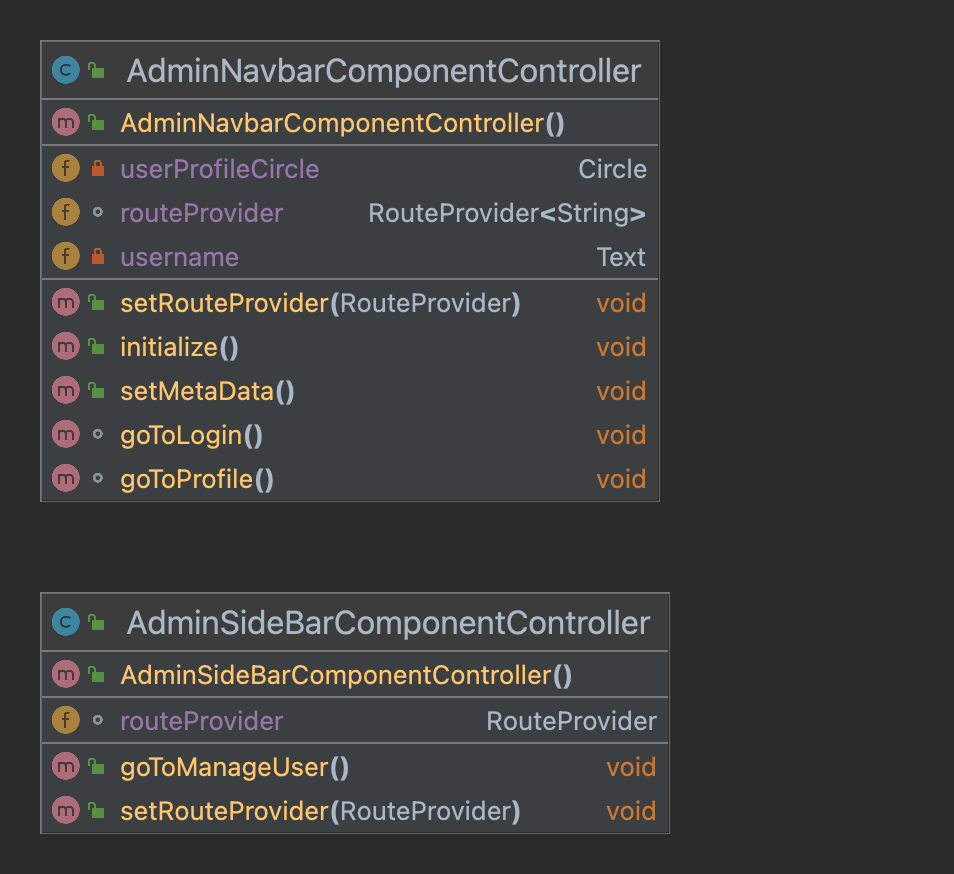 C AdminNavbarComponentController
m AdminNavbarComponentController()
f userProfileCircle Circle
f routeProvider RouteProvider<String>
f username Text
m setRouteProvider(RouteProvider) void
m initialize() void
m setMetaData() void
m goToLogin() void
m goToProfile() void
C AdminSideBarComponentController
m AdminSideBarComponentController()
f routeProvider RouteProvider
m goToManageUser() void
m setRouteProvider(RouteProvider) void